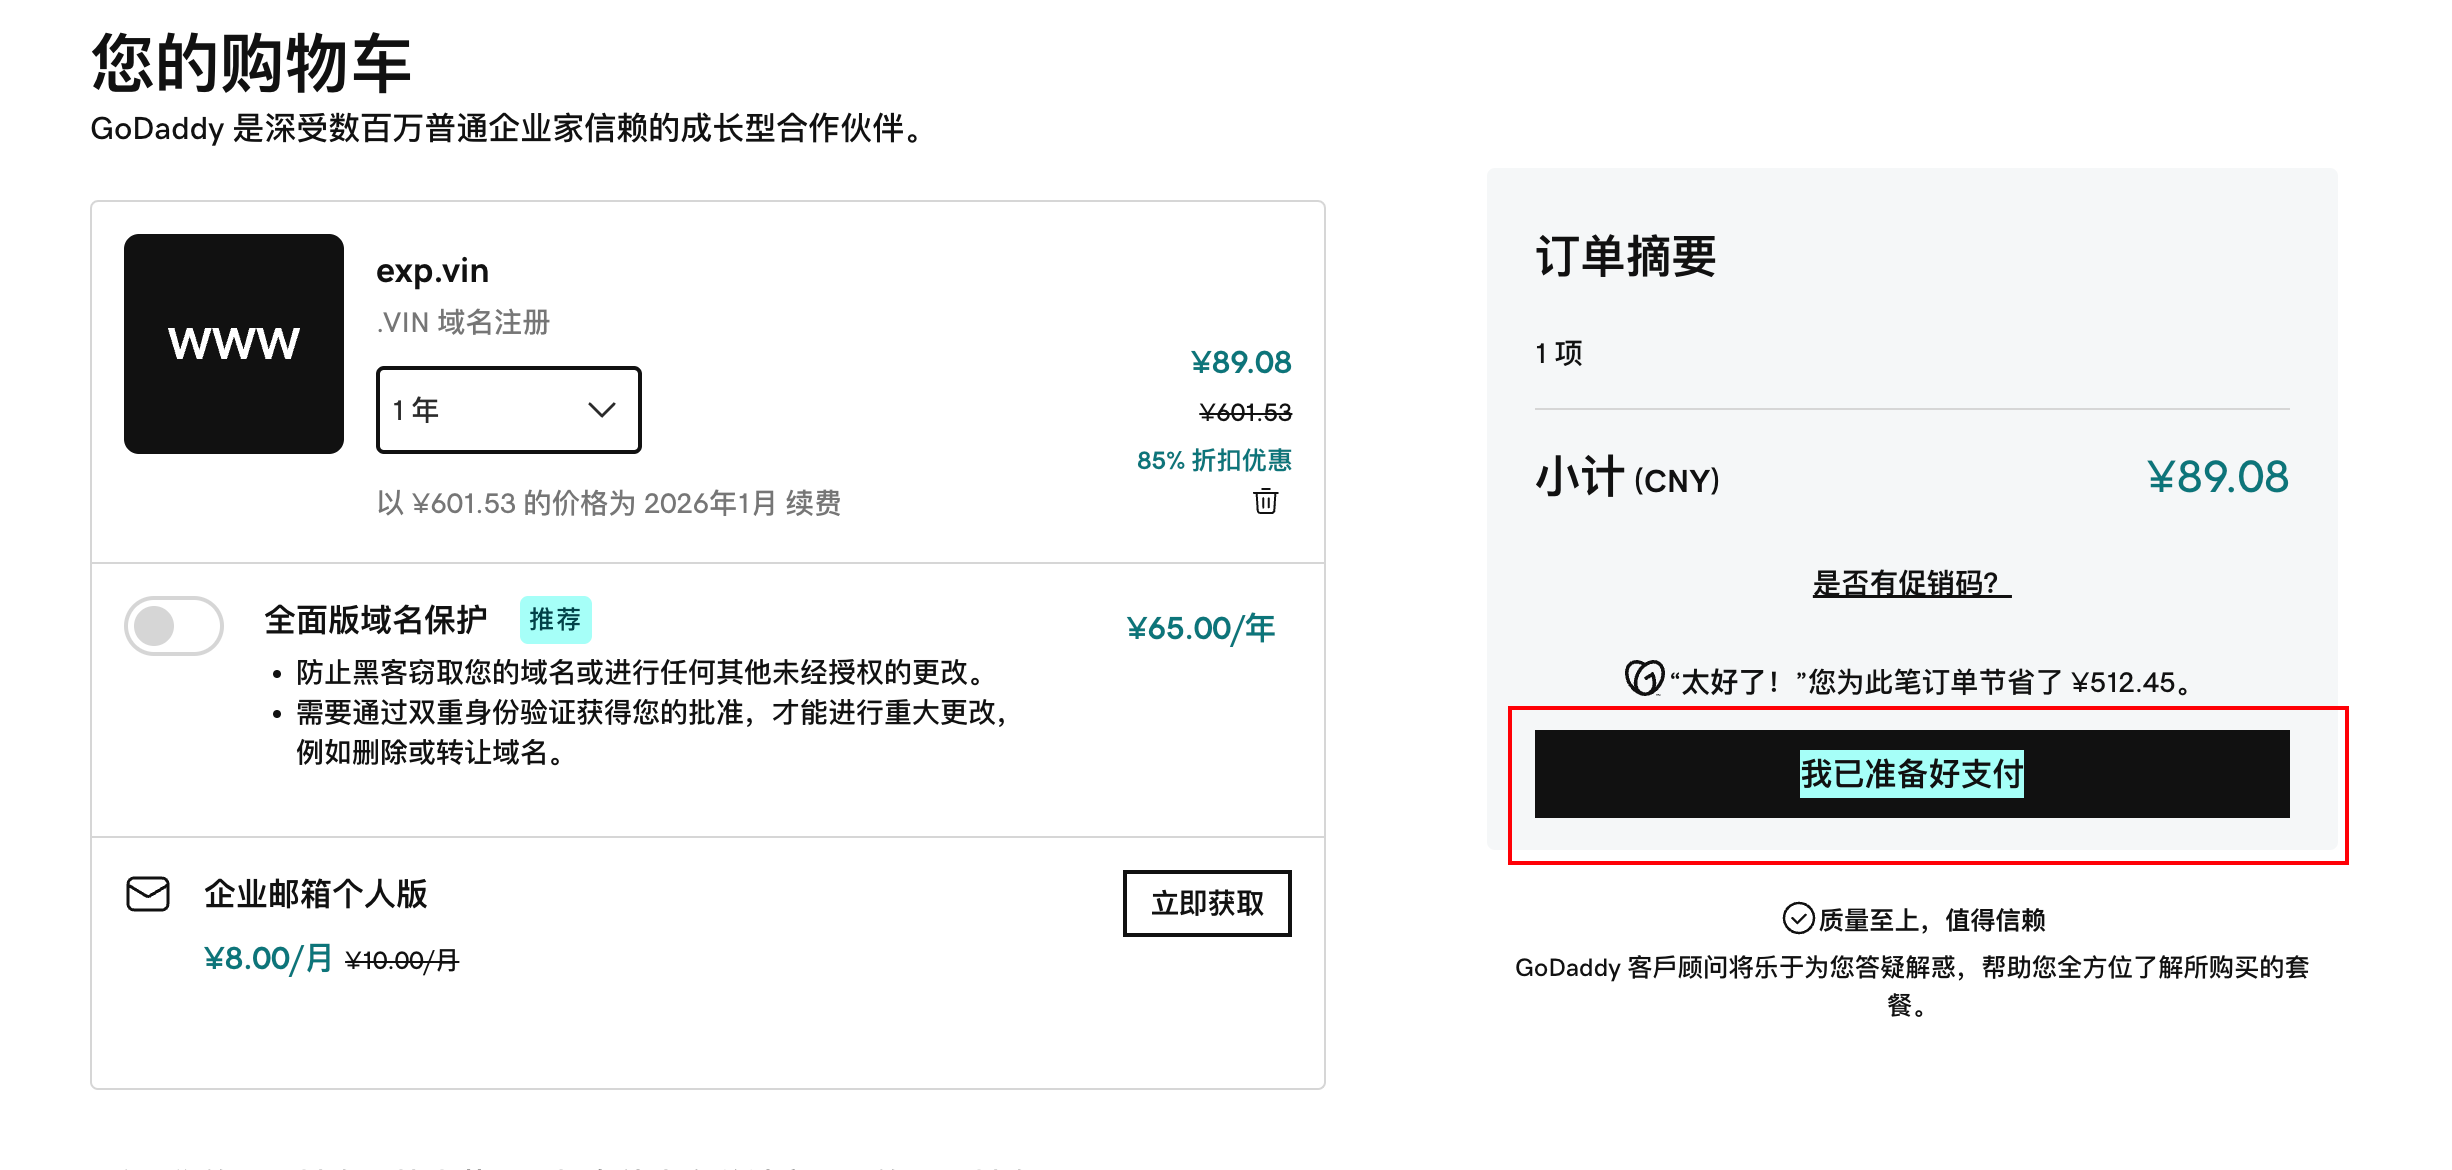 您的购物车
GoDaddy 是深受数百万普通企业家信赖的成长型合作伙伴。
www
exp.vin
.VIN 域名注册
1 年
¥89.08
¥601.53
85% 折扣优惠
以 ¥601.53 的价格为 2026年1月 续费
全面版域名保护
推荐
¥65.00/年
• 防止黑客窃取您的域名或进行任何其他未经授权的更改。
• 需要通过双重身份验证获得您的批准，才能进行重大更改，
例如删除或转让域名。
企业邮箱个人版
¥8.00/月 ¥10.00/月
立即获取
订单摘要
1 项
小计 (CNY)
¥89.08
是否有促销码？
“太好了！”您为此笔订单节省了 ¥512.45。
我已准备好支付
质量至上，值得信赖
GoDaddy 客戶顾问将乐于为您答疑解惑，帮助您全方位了解所购买的套
餐。